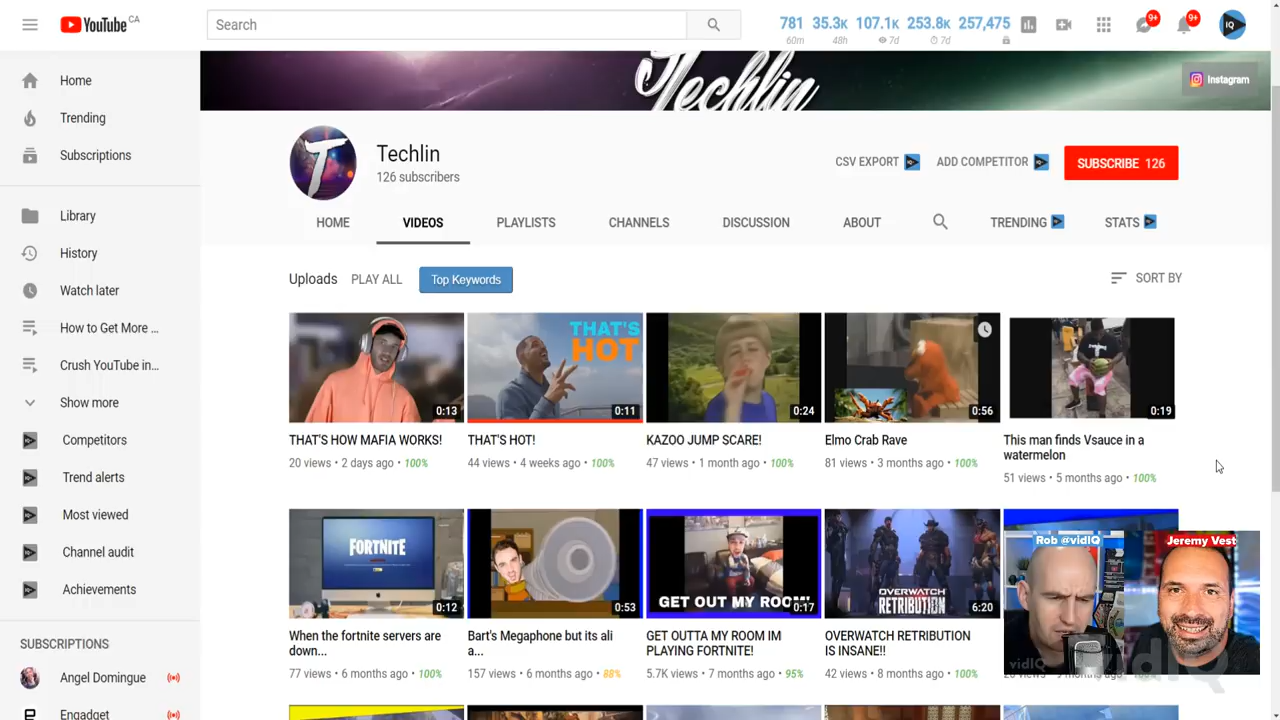 YouTube CA
Search
781 35.3K 107.1K 253.8K 257,475
60m 48h 7d 7d
9+ 9+
IQ
Techlin
Instagram
Home
Trending
Subscriptions
Library
History
Watch later
How to Get More ...
Crush YouTube in...
Show more
Competitors
Trend alerts
Most viewed
Channel audit
Achievements
SUBSCRIPTIONS
Angel Domingue
Engadget
T
Techlin
126 subscribers
CSV EXPORT ADD COMPETITOR SUBSCRIBE 126
HOME VIDEOS PLAYLISTS CHANNELS DISCUSSION ABOUT TRENDING STATS
Uploads PLAY ALL Top Keywords SORT BY
THAT'S
HOT
0:13 0:11 0:24 0:56 0:19
THAT'S HOW MAFIA WORKS!
20 views • 2 days ago • 100%
THAT'S HOT!
44 views • 4 weeks ago • 100%
KAZOO JUMP SCARE!
47 views • 1 month ago • 100%
Elmo Crab Rave
81 views • 3 months ago • 100%
This man finds Vsauce in a
watermelon
51 views • 5 months ago • 100%
FORTNITE
0:12
0:53
GET OUT MY ROOM!
0:17
OVERWATCH
RETRIBUTION
6:20
When the fortnite servers are
down...
77 views • 6 months ago • 100%
Bart's Megaphone but its ali
a...
157 views • 6 months ago • 88%
GET OUTTA MY ROOM IM
PLAYING FORTNITE!
5.7K views • 7 months ago • 95%
OVERWATCH RETRIBUTION
IS INSANE!!
42 views • 8 months ago • 100%
Rob @vidIQ
Jeremy Vest
vidIQ
vidIQ